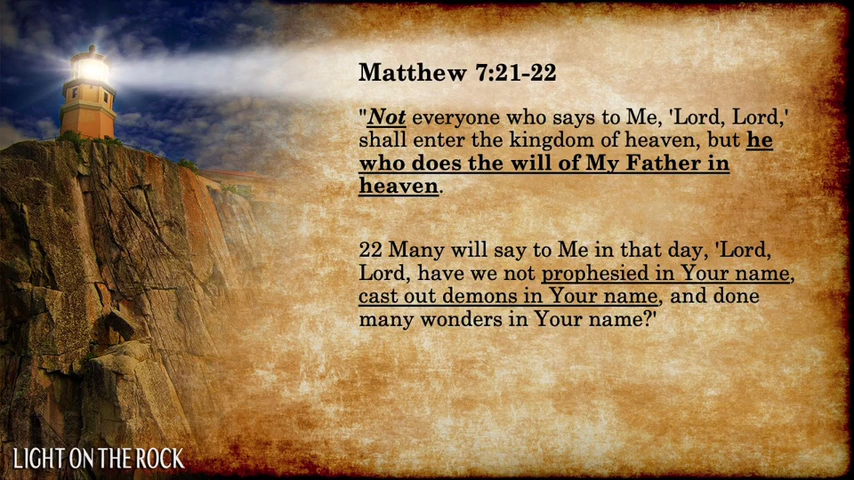 Matthew 7:21-22
"Not everyone who says to Me, 'Lord, Lord,'
shall enter the kingdom of heaven, but he
who does the will of My Father in
heaven.
22 Many will say to Me in that day, 'Lord,
Lord, have we not prophesied in Your name,
cast out demons in Your name, and done
many wonders in Your name?'
LIGHT ON THE ROCK